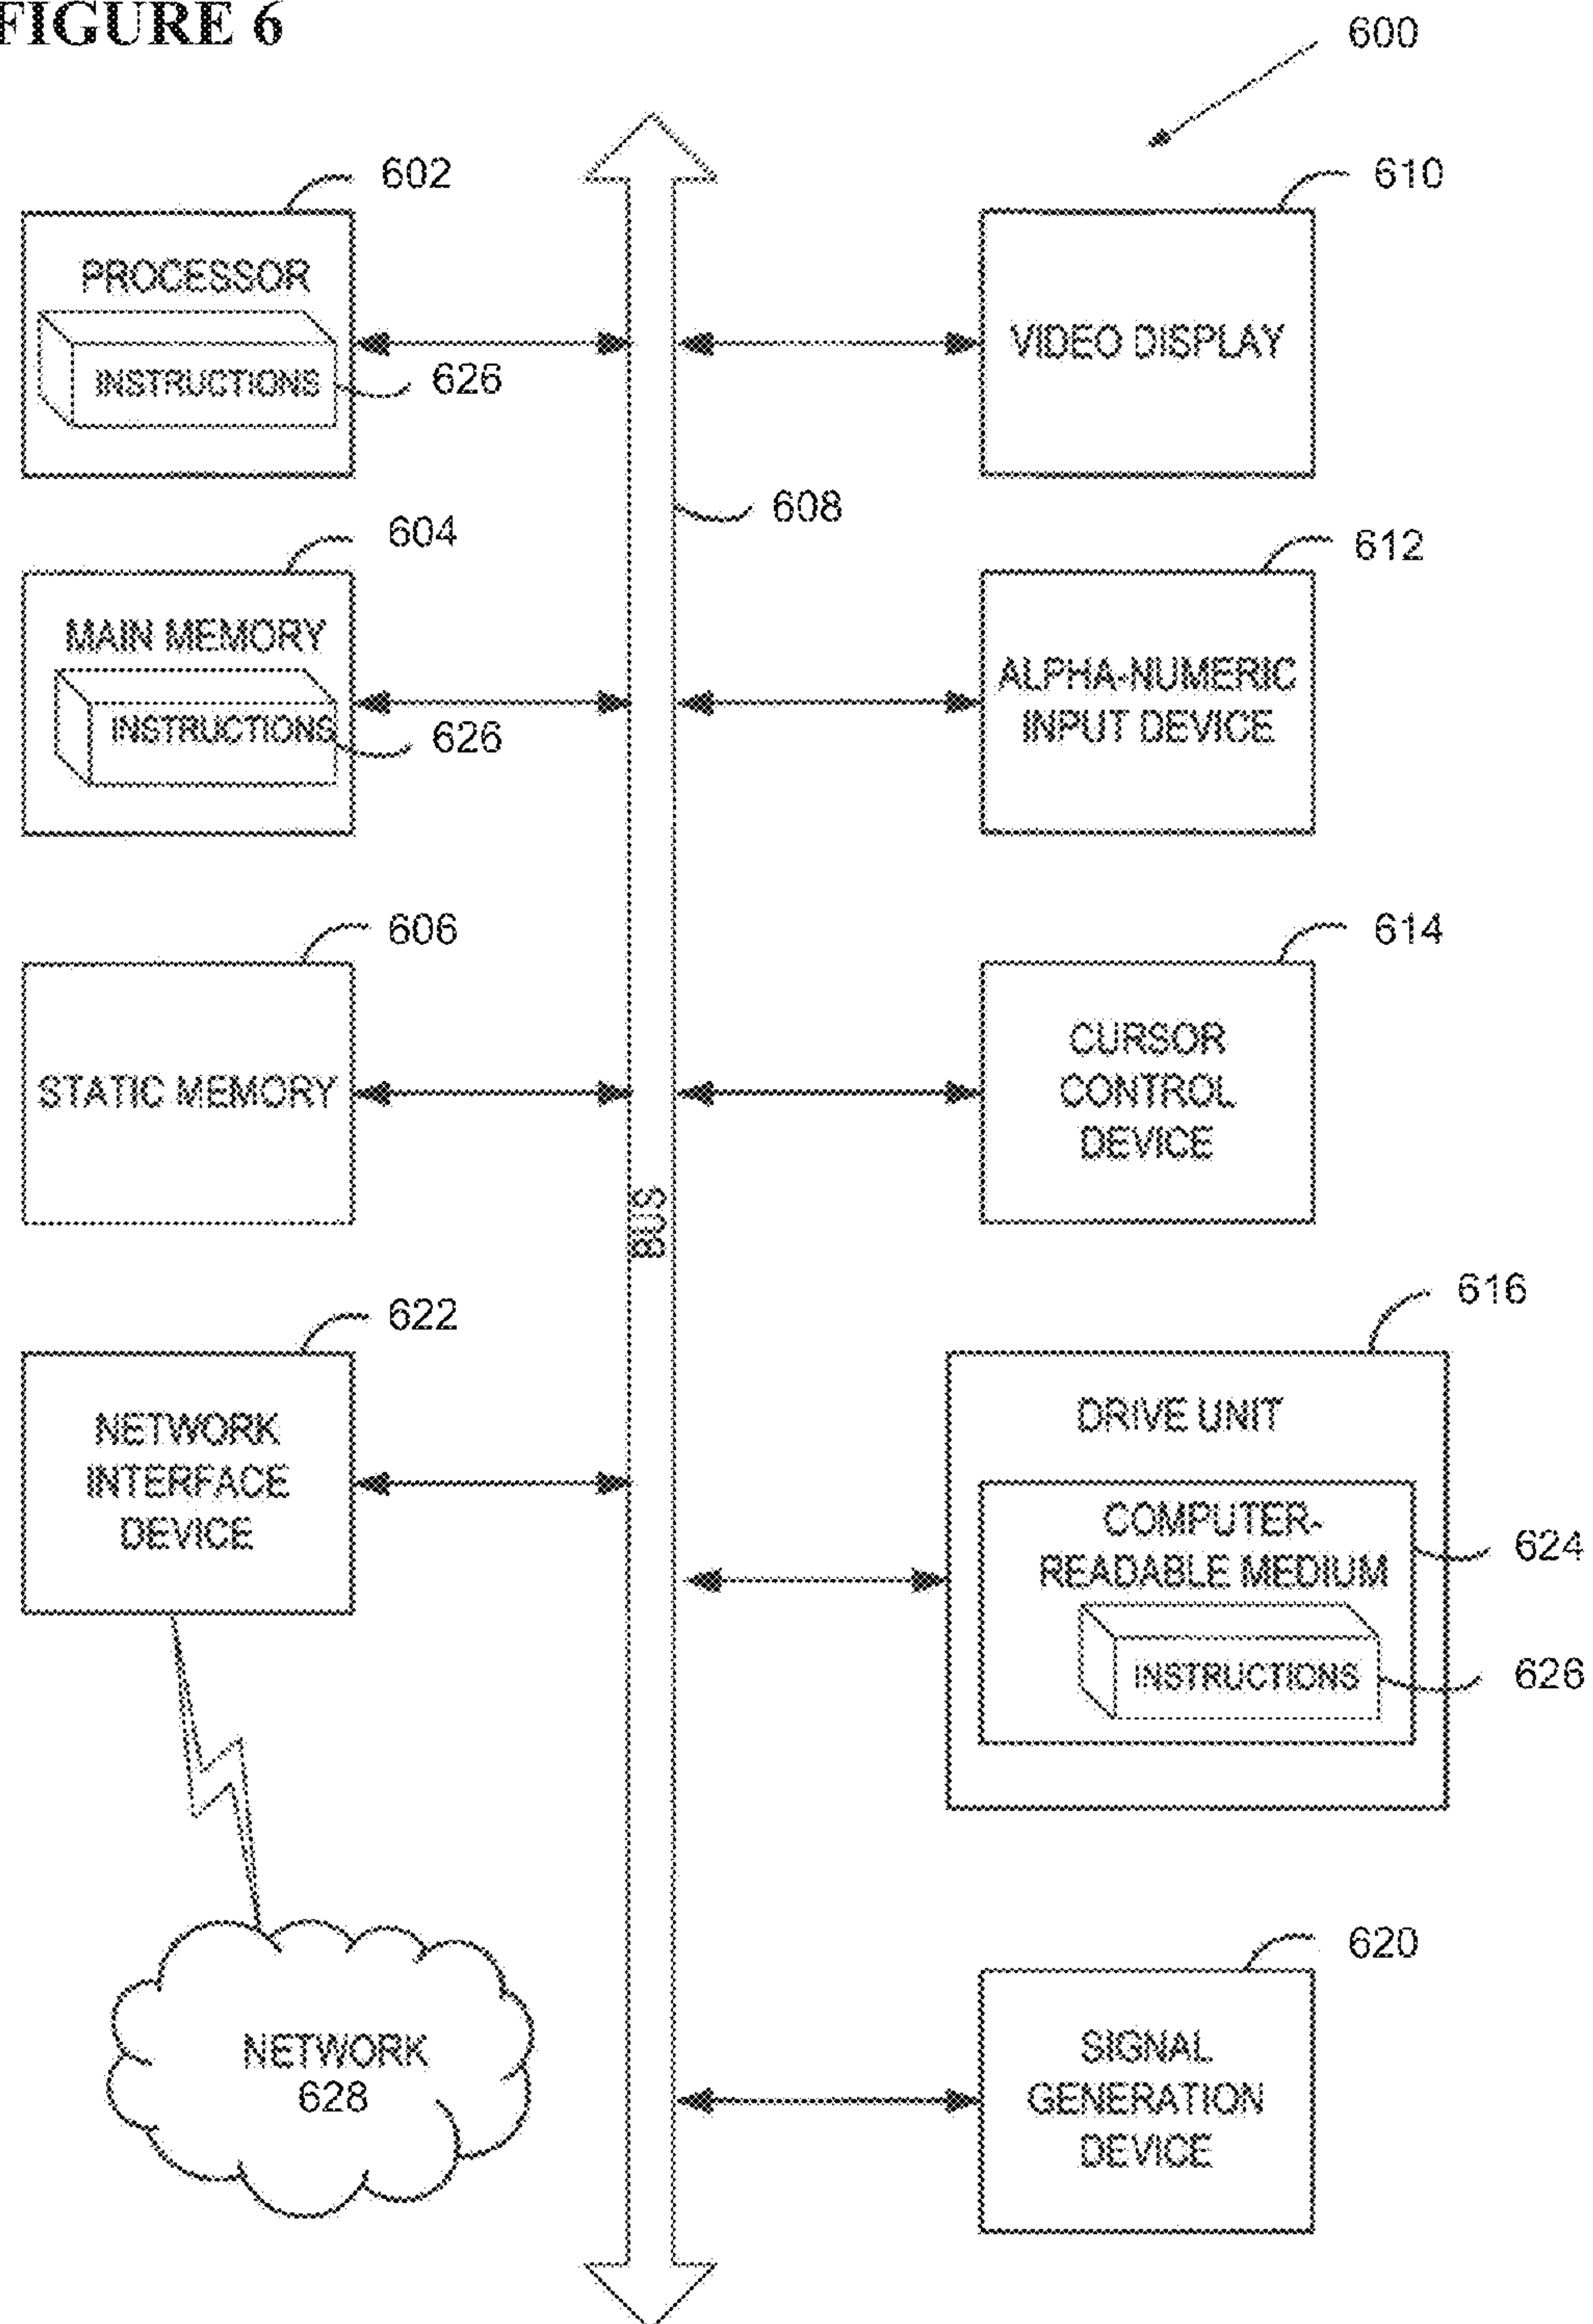 FIGURE 6
600
602
PROCESSOR
INSTRUCTIONS
626
610
VIDEO DISPLAY
608
604
MAIN MEMORY
INSTRUCTIONS
626
612
ALPHA-NUMERIC
INPUT DEVICE
606
STATIC MEMORY
614
CURSOR
CONTROL
DEVICE
BUS
622
NETWORK
INTERFACE
DEVICE
616
DRIVE UNIT
COMPUTER-
READABLE MEDIUM
624
INSTRUCTIONS
626
NETWORK
628
620
SIGNAL
GENERATION
DEVICE